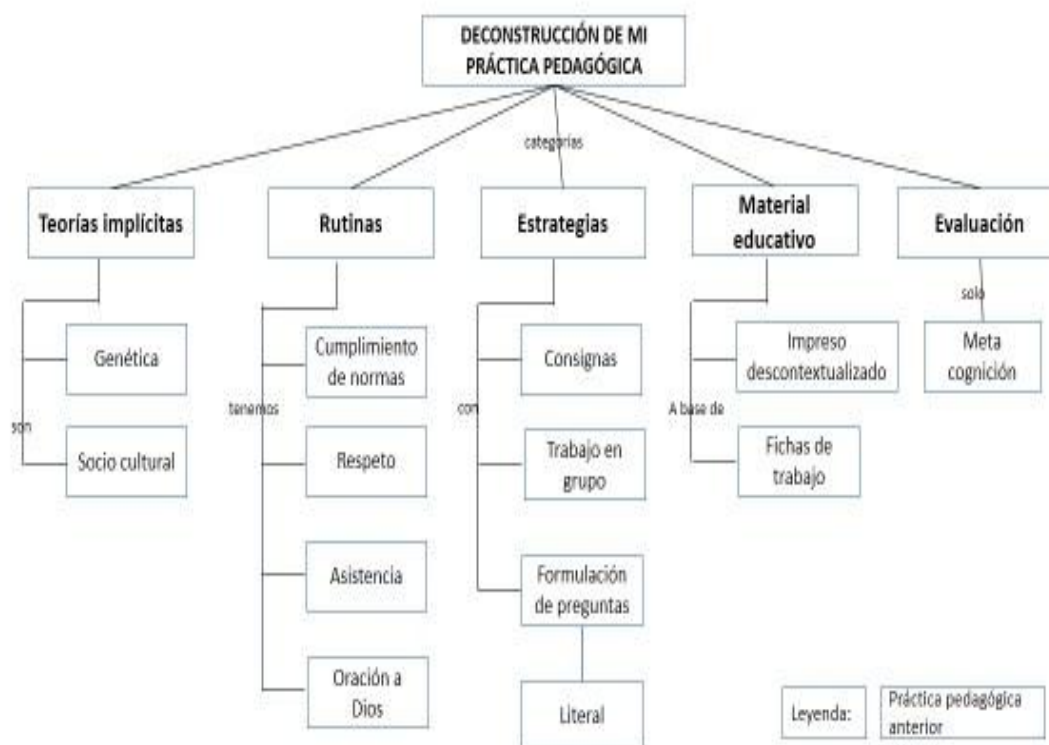 DECONSTRUCCIÓN DE MI
PRÁCTICA PEDAGÓGICA
categorías
Teorías implícitas
Rutinas
Estrategias
Material
educativo
Evaluación
son
Genética
Socio cultural
tenemos
Cumplimiento
de normas
Respeto
Asistencia
Oración a
Dios
con
Consignas
Trabajo en
grupo
Formulación
de preguntas
Literal
A base de
Impreso
descontextualizado
Fichas de
trabajo
solo
Meta
cognición
Leyenda:
Práctica pedagógica
anterior